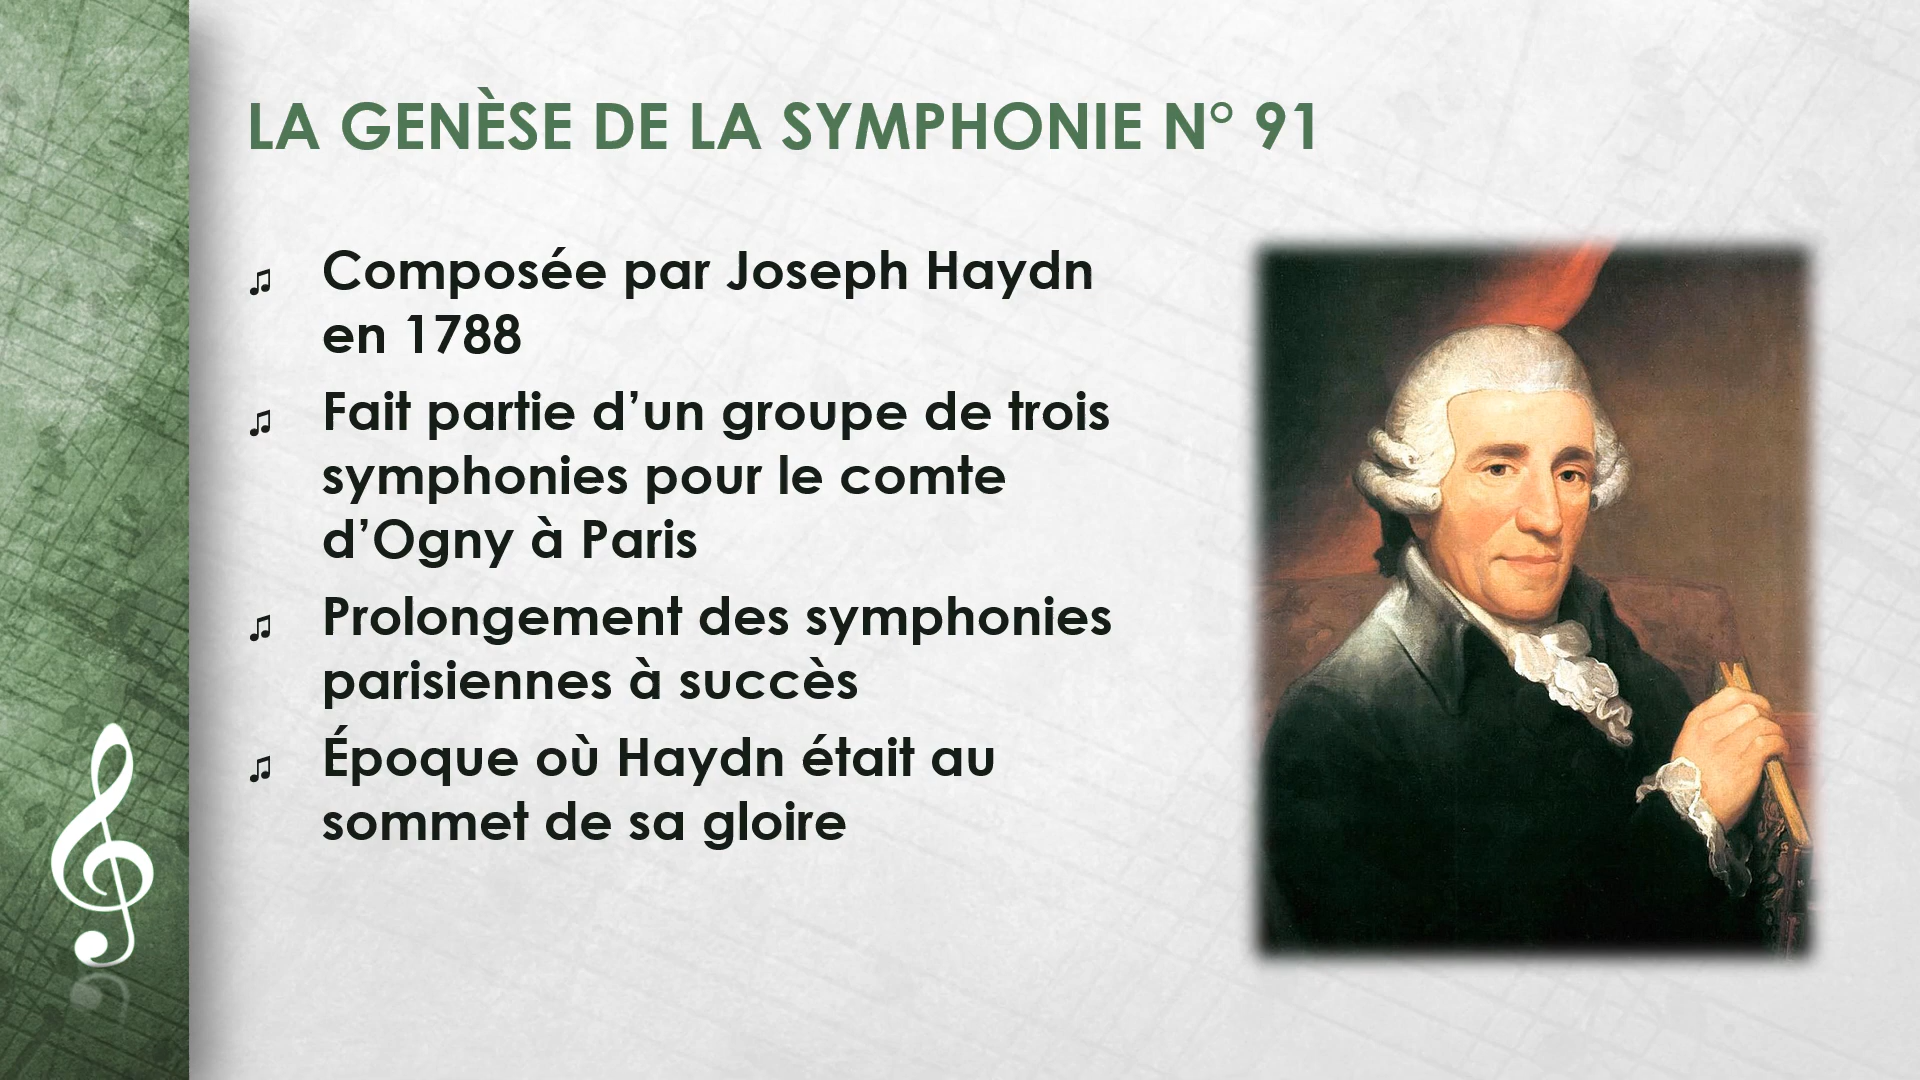 LA GENÈSE DE LA SYMPHONIE N° 91
♫ Composée par Joseph Haydn
en 1788
♫ Fait partie d’un groupe de trois
symphonies pour le comte
d’Ogny à Paris
♫ Prolongement des symphonies
parisiennes à succès
♫ Époque où Haydn était au
sommet de sa gloire